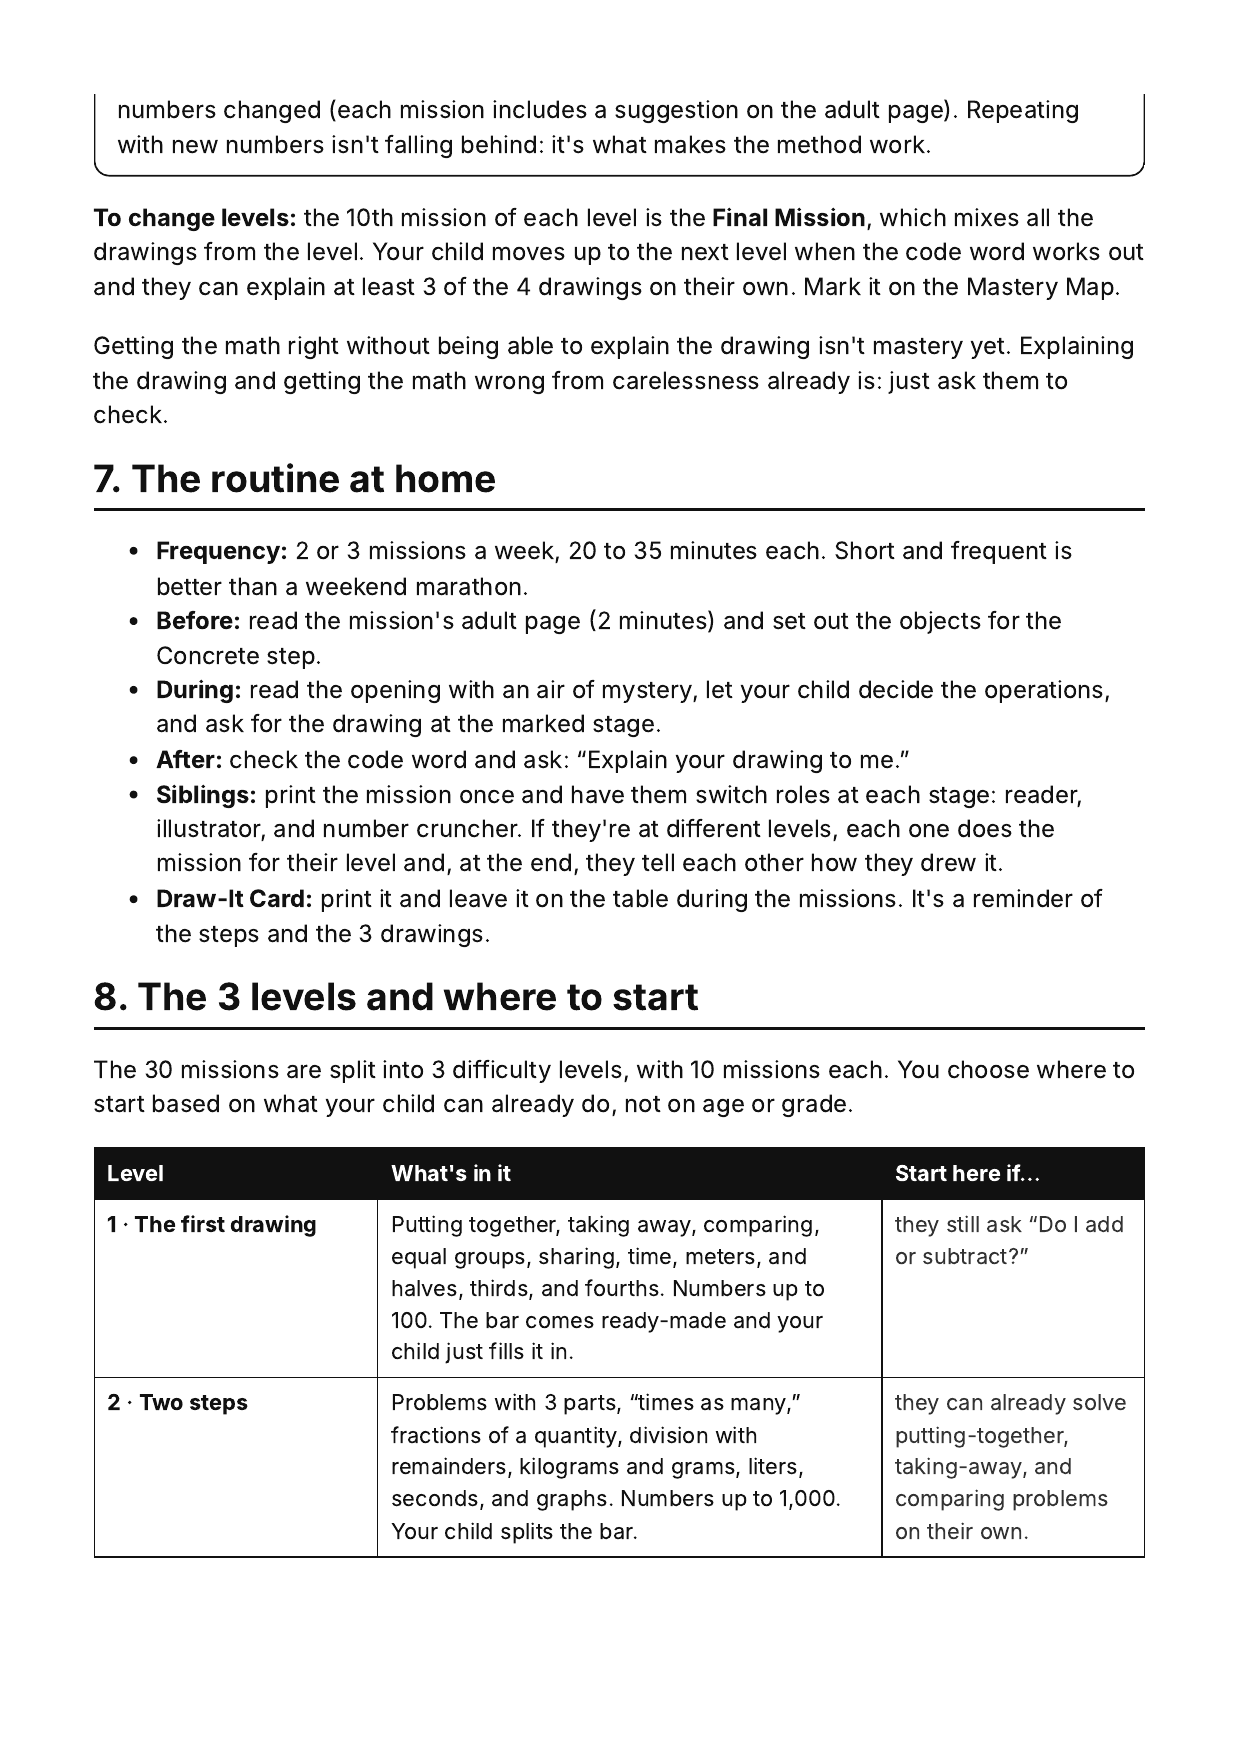 numbers changed (each mission includes a suggestion on the adult page). Repeating
with new numbers isn't falling behind: it's what makes the method work.
To change levels: the 10th mission of each level is the Final Mission, which mixes all the
drawings from the level. Your child moves up to the next level when the code word works out
and they can explain at least 3 of the 4 drawings on their own. Mark it on the Mastery Map.
Getting the math right without being able to explain the drawing isn't mastery yet. Explaining
the drawing and getting the math wrong from carelessness already is: just ask them to
check.
7. The routine at home
• Frequency: 2 or 3 missions a week, 20 to 35 minutes each. Short and frequent is
better than a weekend marathon.
• Before: read the mission's adult page (2 minutes) and set out the objects for the
Concrete step.
• During: read the opening with an air of mystery, let your child decide the operations,
and ask for the drawing at the marked stage.
• After: check the code word and ask: “Explain your drawing to me.”
• Siblings: print the mission once and have them switch roles at each stage: reader,
illustrator, and number cruncher. If they're at different levels, each one does the
mission for their level and, at the end, they tell each other how they drew it.
• Draw-It Card: print it and leave it on the table during the missions. It's a reminder of
the steps and the 3 drawings.
8. The 3 levels and where to start
The 30 missions are split into 3 difficulty levels, with 10 missions each. You choose where to
start based on what your child can already do, not on age or grade.
Level What's in it Start here if…
1 · The first drawing
Putting together, taking away, comparing,
equal groups, sharing, time, meters, and
halves, thirds, and fourths. Numbers up to
100. The bar comes ready-made and your
child just fills it in.
they still ask “Do I add
or subtract?”
2 · Two steps
Problems with 3 parts, “times as many,”
fractions of a quantity, division with
remainders, kilograms and grams, liters,
seconds, and graphs. Numbers up to 1,000.
Your child splits the bar.
they can already solve
putting-together,
taking-away, and
comparing problems
on their own.